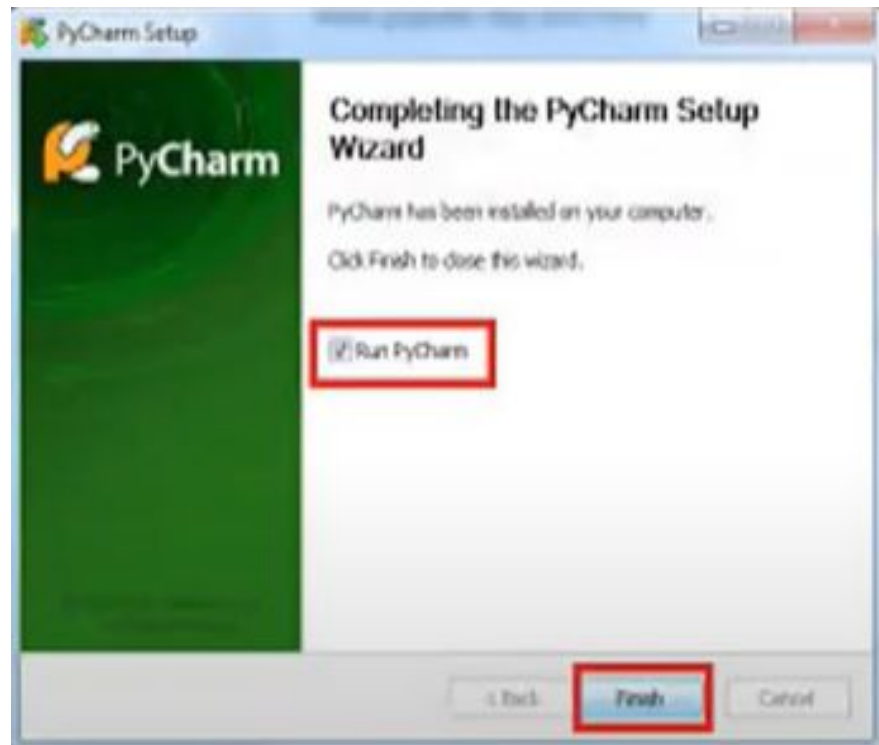 PyCharm Setup
PyCharm
Completing the PyCharm Setup
Wizard
PyCharm has been installed on your computer.
Click Finish to close this wizard.
Run PyCharm
< Back
Finish
Cancel